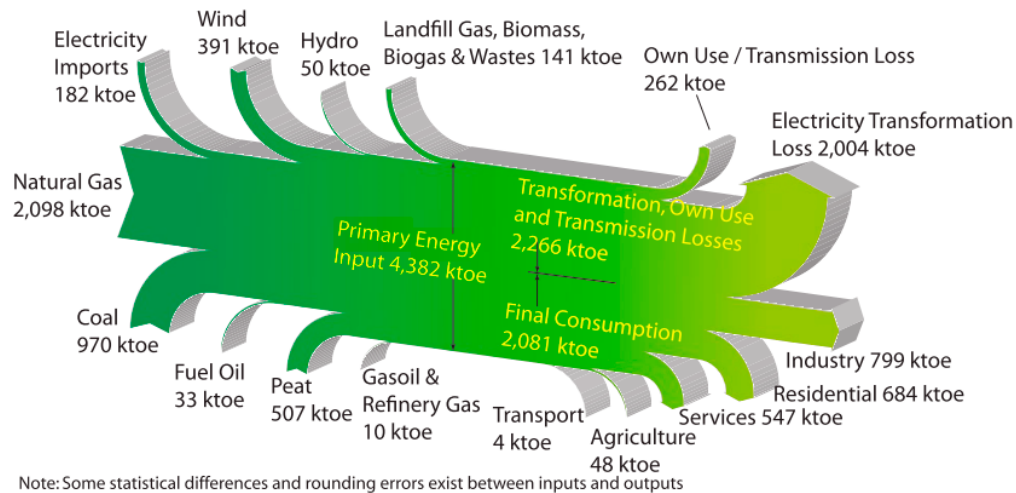 Wind
391 ktoe
Electricity
Imports
182 ktoe
Hydro
50 ktoe
Landfill Gas, Biomass,
Biogas & Wastes 141 ktoe
Own Use / Transmission Loss
262 ktoe
Electricity Transformation
Loss 2,004 ktoe
Natural Gas
2,098 ktoe
Primary Energy
Input 4,382 ktoe
Transformation, Own Use
and Transmission Losses
2,266 ktoe
Final Consumption
2,081 ktoe
Coal
970 ktoe
Fuel Oil
33 ktoe
Peat
507 ktoe
Gasoil &
Refinery Gas
10 ktoe
Transport
4 ktoe
Agriculture
48 ktoe
Services 547 ktoe
Residential 684 ktoe
Industry 799 ktoe
Note: Some statistical differences and rounding errors exist between inputs and outputs